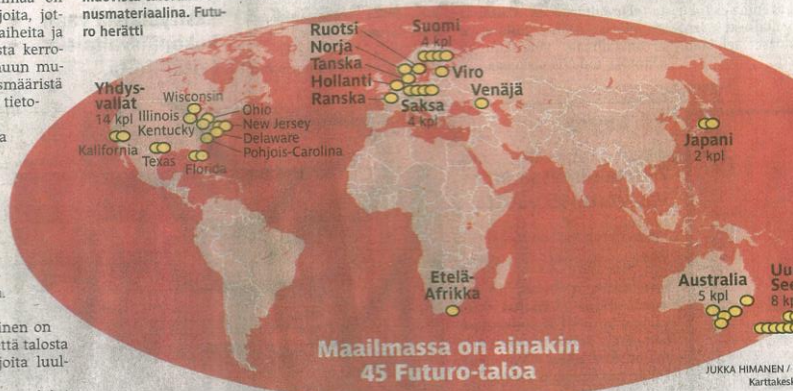 joita, jot-
aiheita ja
sta kerro-
uun mu-
smääristä
tieto-
nusmateriaalina. Futu-
ro herätti
Ruotsi
Norja
Tanska
Hollanti
Ranska
Suomi
4 kpl
Viro
Venäjä
Saksa
4 kpl
Yhdys-
vallat
14 kpl
Wisconsin
Illinois
Kentucky
Ohio
New Jersey
Delaware
Pohjois-Carolina
Kalifornia
Texas
Florida
Japani
2 kpl
Etelä-
Afrikka
Australia
5 kpl
Uu
See
8 kp
inen on
ttä talosta
joita luul-
Maailmassa on ainakin
45 Futuro-taloa
JUKKA HIMANEN /
Karttakes